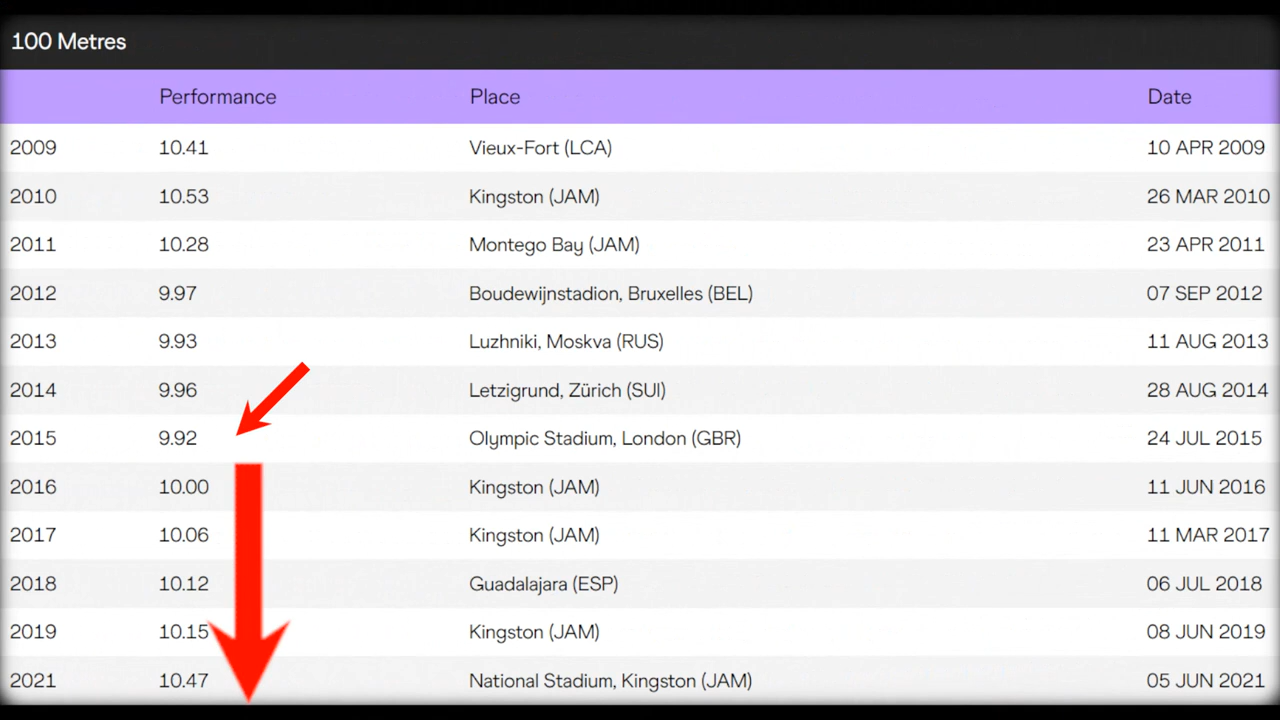 100 Metres
Performance Place Date
2009 10.41 Vieux-Fort (LCA) 10 APR 2009
2010 10.53 Kingston (JAM) 26 MAR 2010
2011 10.28 Montego Bay (JAM) 23 APR 2011
2012 9.97 Boudewijnstadion, Bruxelles (BEL) 07 SEP 2012
2013 9.93 Luzhniki, Moskva (RUS) 11 AUG 2013
2014 9.96 Letzigrund, Zürich (SUI) 28 AUG 2014
2015 9.92 Olympic Stadium, London (GBR) 24 JUL 2015
2016 10.00 Kingston (JAM) 11 JUN 2016
2017 10.06 Kingston (JAM) 11 MAR 2017
2018 10.12 Guadalajara (ESP) 06 JUL 2018
2019 10.15 Kingston (JAM) 08 JUN 2019
2021 10.47 National Stadium, Kingston (JAM) 05 JUN 2021